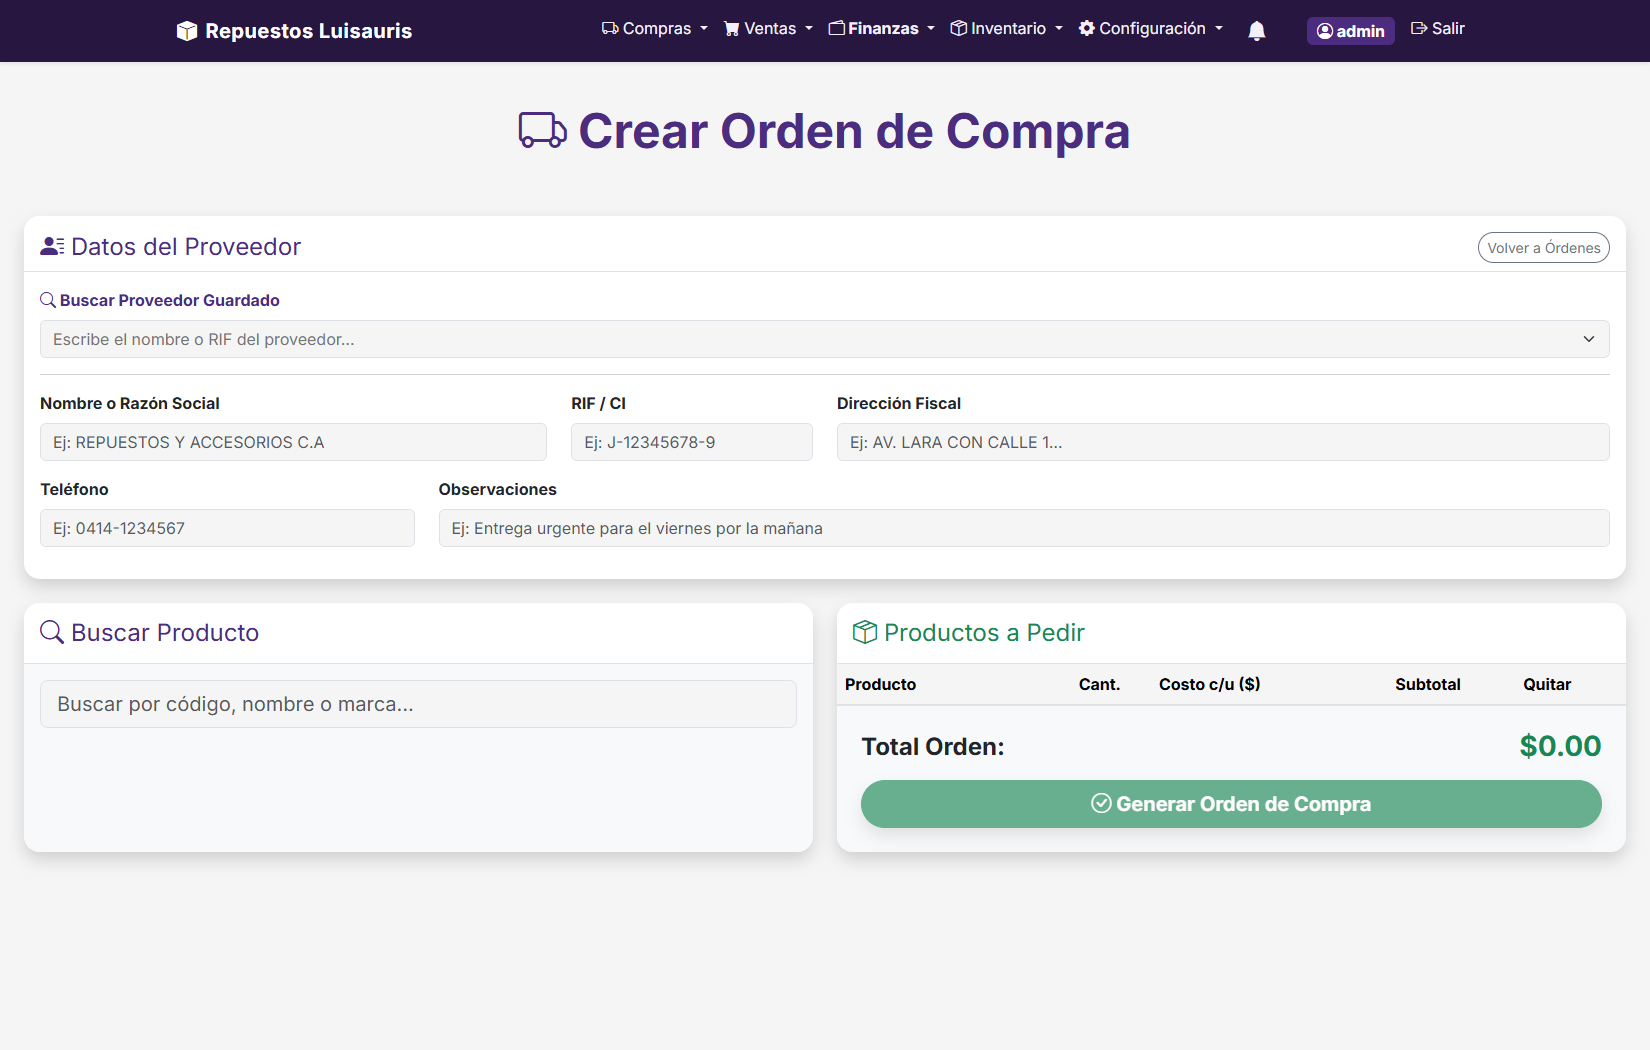 Repuestos Luisauris Compras Ventas Finanzas Inventario Configuración admin Salir
Crear Orden de Compra
Datos del Proveedor Volver a Órdenes
Buscar Proveedor Guardado
Escribe el nombre o RIF del proveedor...
Nombre o Razón Social RIF / CI Dirección Fiscal
Ej: REPUESTOS Y ACCESORIOS C.A Ej: J-12345678-9 Ej: AV. LARA CON CALLE 1...
Teléfono Observaciones
Ej: 0414-1234567 Ej: Entrega urgente para el viernes por la mañana
Buscar Producto
Buscar por código, nombre o marca...
Productos a Pedir
Producto Cant. Costo c/u ($) Subtotal Quitar
Total Orden: $0.00
Generar Orden de Compra